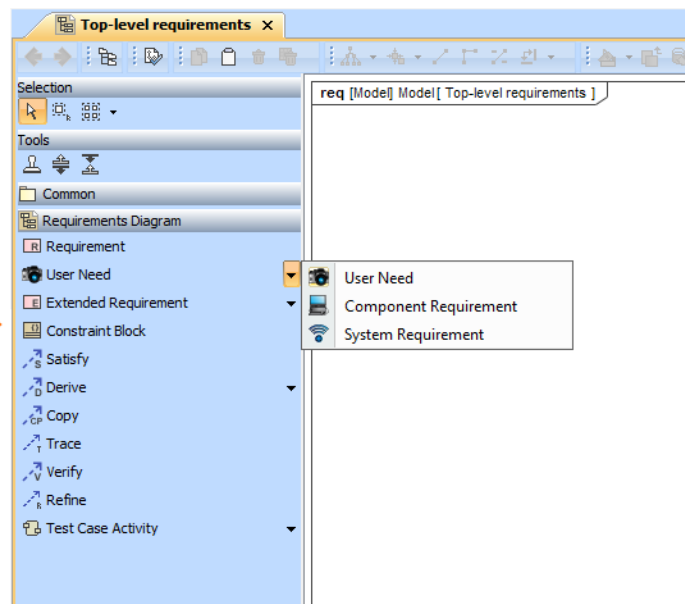 Top-level requirements
Selection
Tools
Common
Requirements Diagram
Requirement
User Need
Extended Requirement
Constraint Block
Satisfy
Derive
Copy
Trace
Verify
Refine
Test Case Activity
req [Model] Model [ Top-level requirements ]
User Need
Component Requirement
System Requirement